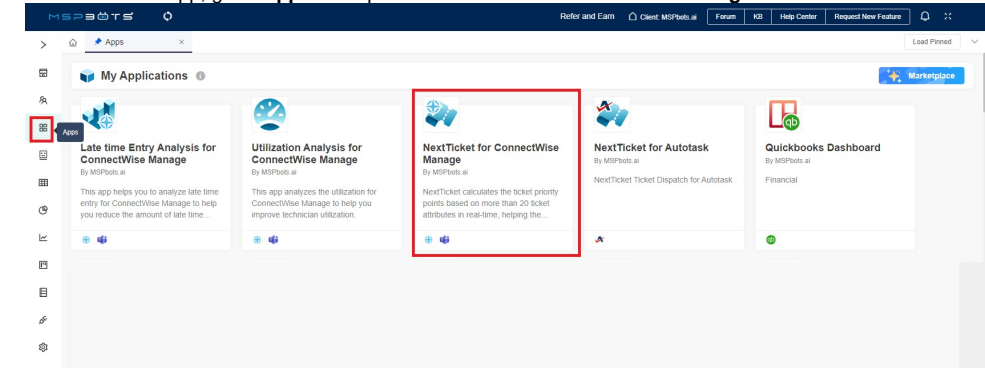 MSPBOTS
Refer and Earn
Client: MSPbots.ai
Forum
KB
Help Center
Request New Feature
Apps
Load Pinned
My Applications
Marketplace
Apps
Late time Entry Analysis for
ConnectWise Manage
By MSPbots.ai
This app helps you to analyze late time
entry for ConnectWise Manage to help
you reduce the amount of late time...
Utilization Analysis for
ConnectWise Manage
By MSPbots.ai
This app analyzes the utilization for
ConnectWise Manage to help you
improve technician utilization.
NextTicket for ConnectWise
Manage
By MSPbots.ai
NextTicket calculates the ticket priority
points based on more than 20 ticket
attributes in real-time, helping the...
NextTicket for Autotask
By MSPbots.ai
NextTicket Ticket Dispatch for Autotask
Quickbooks Dashboard
By MSPbots.ai
Financial
qb